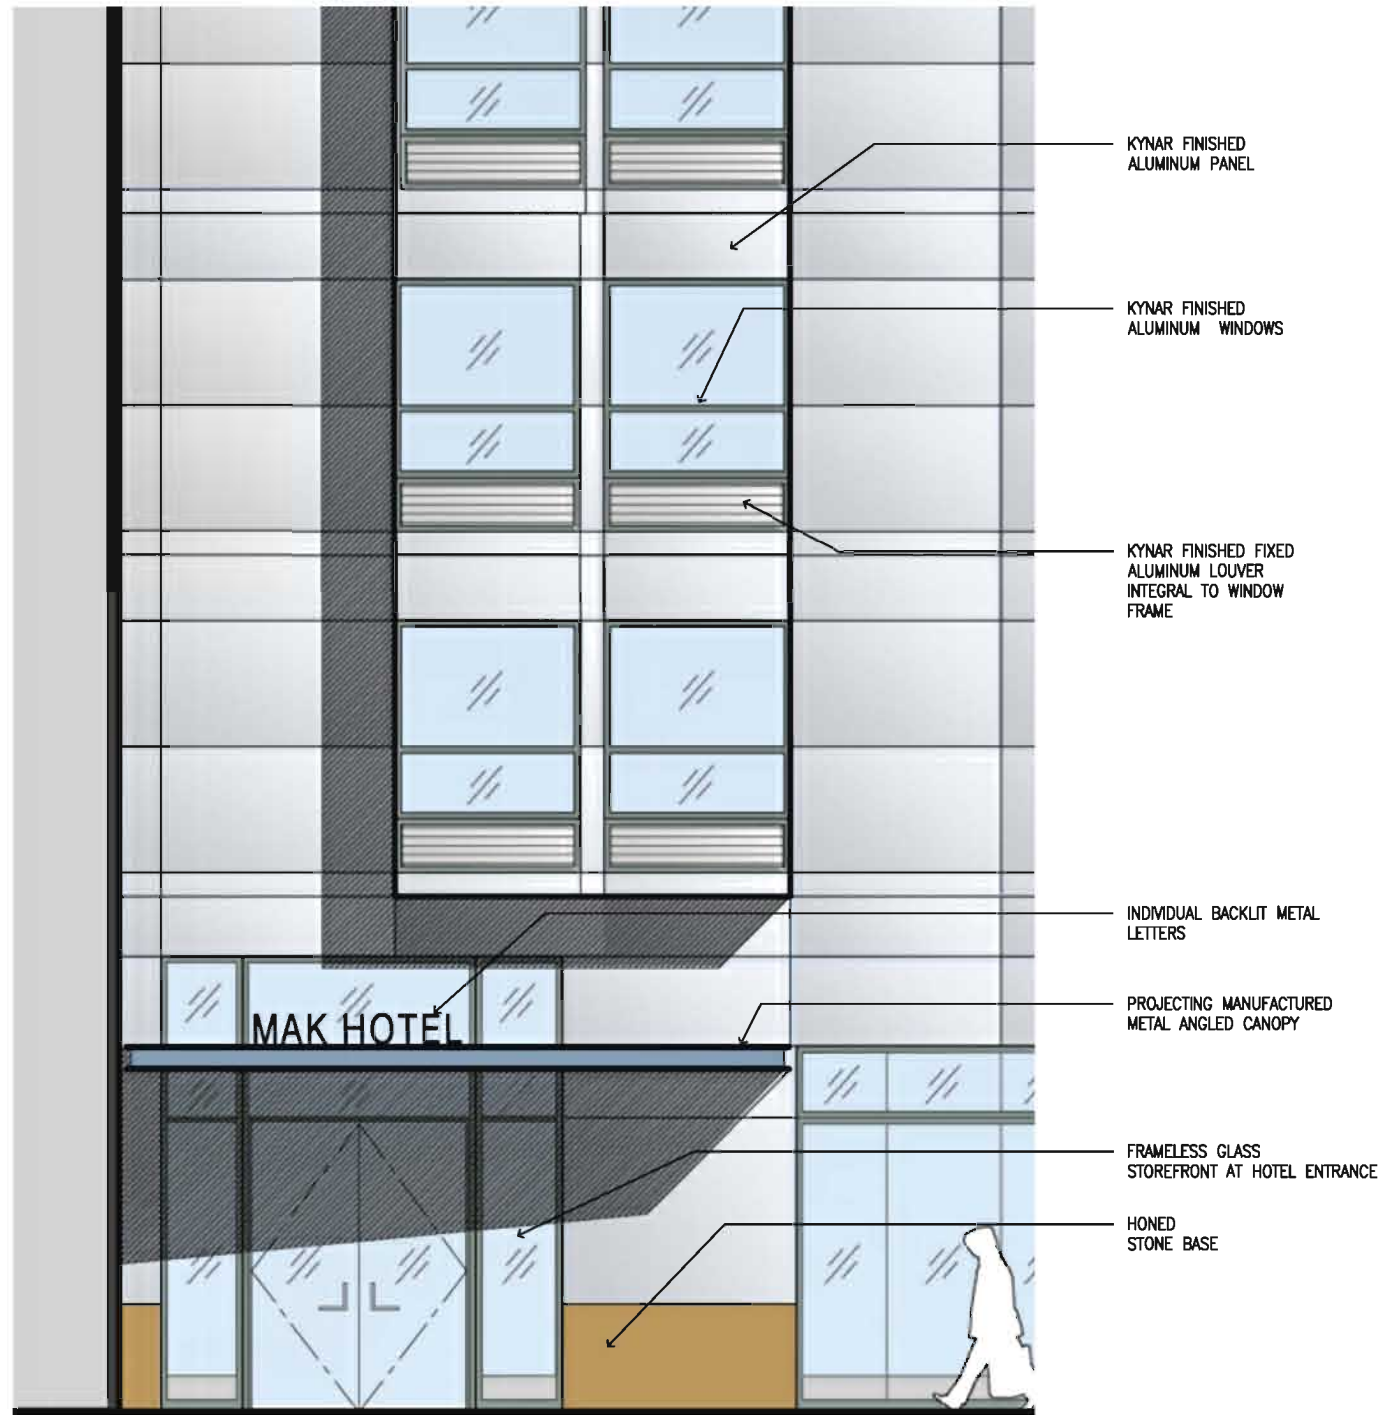 KYNAR FINISHED
ALUMINUM PANEL
KYNAR FINISHED
ALUMINUM WINDOWS
KYNAR FINISHED FIXED
ALUMINUM LOUVER
INTEGRAL TO WINDOW
FRAME
INDIVIDUAL BACKLIT METAL
LETTERS
MAK HOTEL
PROJECTING MANUFACTURED
METAL ANGLED CANOPY
FRAMELESS GLASS
STOREFRONT AT HOTEL ENTRANCE
HONED
STONE BASE